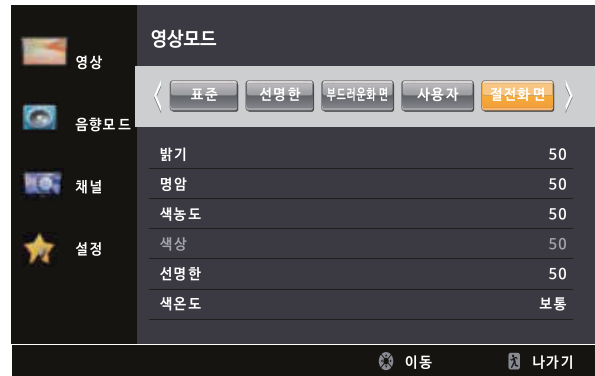 영상모드
영상
음향모드
채널
설정
표준 선명한 부드러운화면 사용자 절전화면
밝기 50
명암 50
색농도 50
색상 50
선명한 50
색온도 보통
이동 나가기